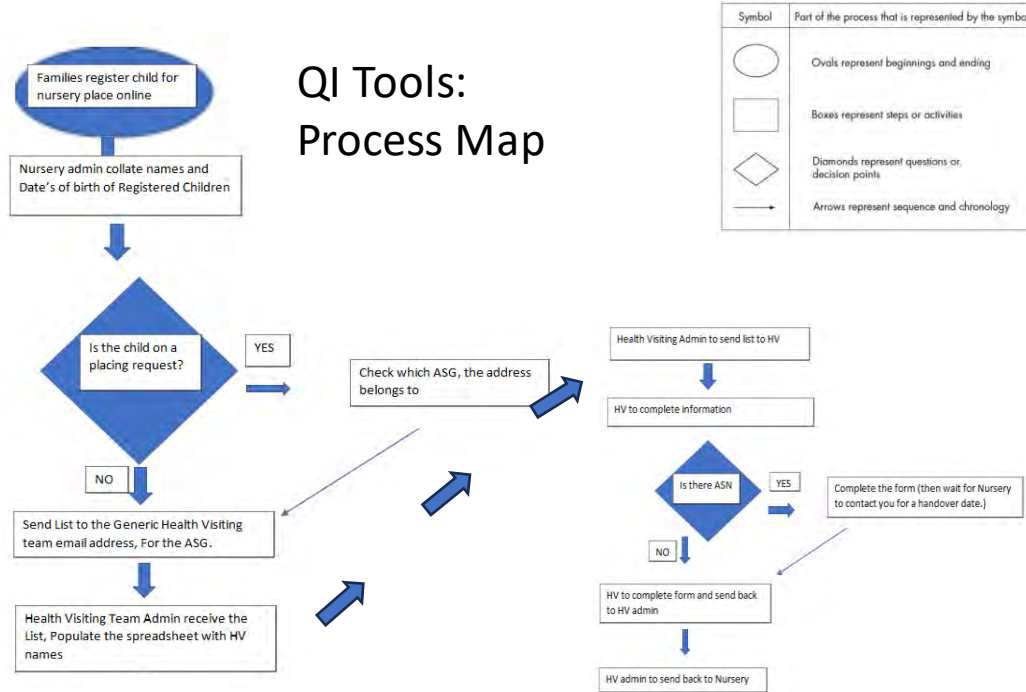 QI Tools:
Process Map
Families register child for
nursery place online
Nursery admin collate names and
Date's of birth of Registered Children
Is the child on a
placing request?
YES
NO
Check which ASG, the address
belongs to
Send List to the Generic Health Visiting
team email address, For the ASG.
Health Visiting Team Admin receive the
List, Populate the spreadsheet with HV
names
Health Visiting Admin to send list to HV
HV to complete information
Is there ASN
YES
NO
Complete the form (then wait for Nursery
to contact you for a handover date.)
HV to complete form and send back
to HV admin
HV admin to send back to Nursery
Symbol
Part of the process that is represented by the symbo
Ovals represent beginnings and ending
Boxes represent steps or activities
Diamonds represent questions or
decision points
Arrows represent sequence and chronology